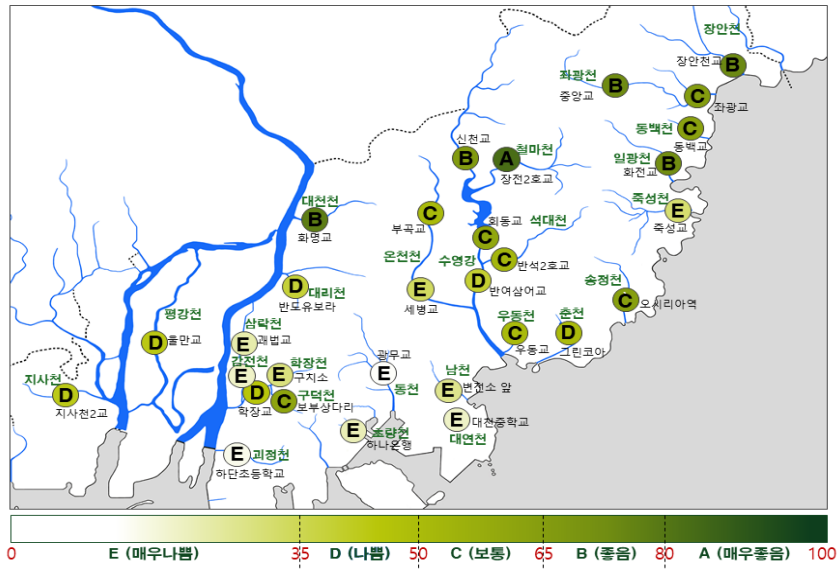 장안천
장안천교
B
좌광천
B
중앙교
C
좌광교
동백천
C
동백교
신천교
B
A
철마천
장전2호교
일광천
B
화전교
대천천
B
화명교
죽성천
E
죽성교
C
부곡교
회동교
C
석대천
온천천
수영강
C
반석2호교
D
반여삼어교
E
세병교
D
대리천
반도유보라
송정천
C
오시리아역
평강천
D
울만교
삼락천
E
괘법교
우동천
C
우동교
춘천
D
그린코아
지사천
D
지사천2교
감전천
E
학장천
E
구치소
D
학장교
C
구덕천
보부상다리
광무교
E
동천
남천
E
변전소 앞
E
대천중학교
대연천
E
초량천
하나은행
E
괴정천
하단초등학교
0
E (매우나쁨)
35
D (나쁨)
50
C (보통)
65
B (좋음)
80
A (매우좋음)
100